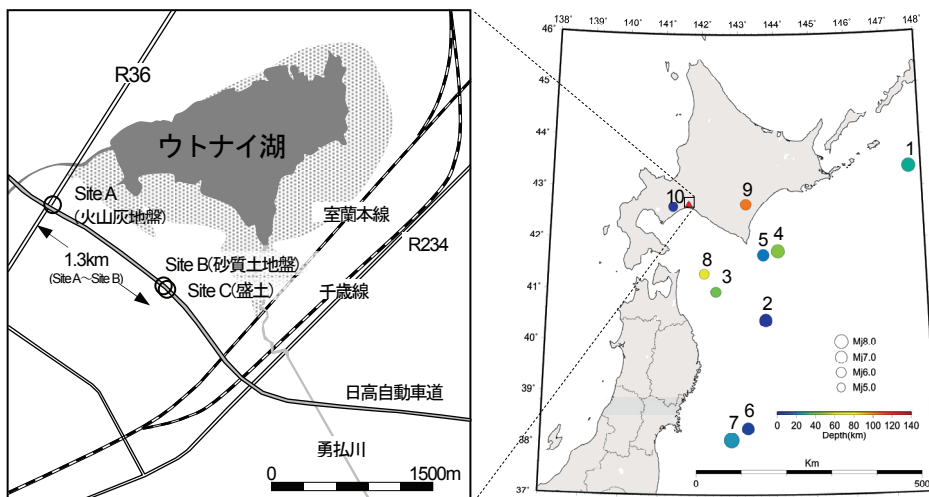 R36
ウトナイ湖
Site A
(火山灰地盤)
室蘭本線
R234
1.3km
(Site A～Site B)
Site B(砂質土地盤)
Site C(盛土)
千歳線
日高自動車道
勇払川
0 1500m
138˚ 139˚ 140˚ 141˚ 142˚ 143˚ 144˚ 145˚ 146˚ 147˚ 148˚
46˚
45˚
44˚
43˚
42˚
41˚
40˚
39˚
38˚
37˚
1
9
10
4
5
8
3
2
6
7
Mj8.0
Mj7.0
Mj6.0
Mj5.0
0 20 40 60 80 100 120 140
Depth(km)
Km
0 500